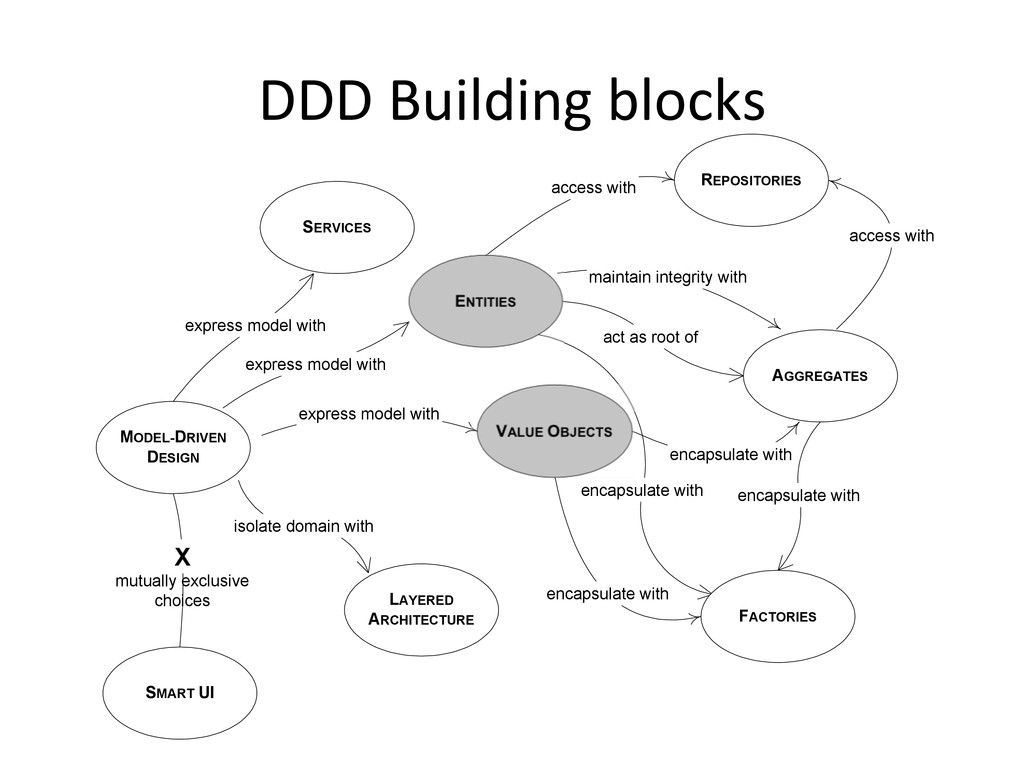 DDD Building blocks
REPOSITORIES
access with
SERVICES
access with
maintain integrity with
ENTITIES
express model with
act as root of
express model with
AGGREGATES
express model with
VALUE OBJECTS
MODEL-DRIVEN
DESIGN
encapsulate with
encapsulate with
encapsulate with
isolate domain with
X
mutually exclusive
choices
encapsulate with
LAYERED
ARCHITECTURE
FACTORIES
SMART UI